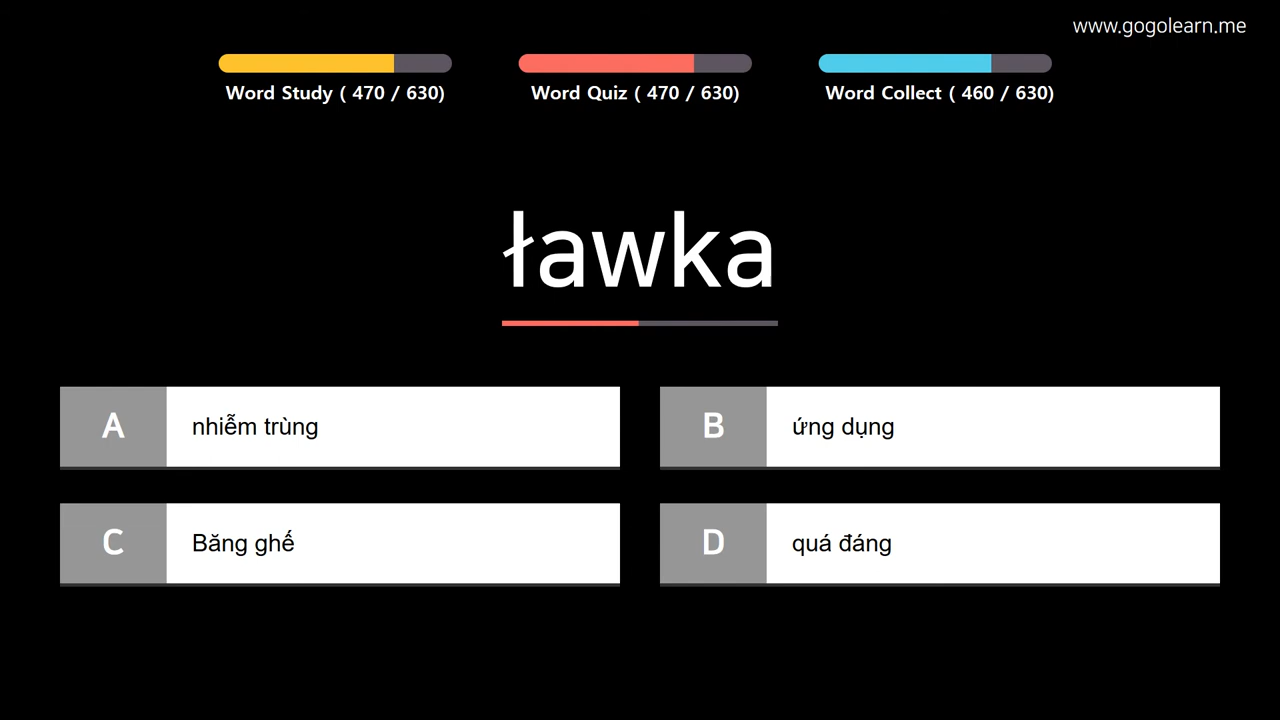 www.gogolearn.me
Word Study ( 470 / 630)
Word Quiz ( 470 / 630)
Word Collect ( 460 / 630)
ławka
A nhiễm trùng
B ứng dụng
C Băng ghế
D quá đáng